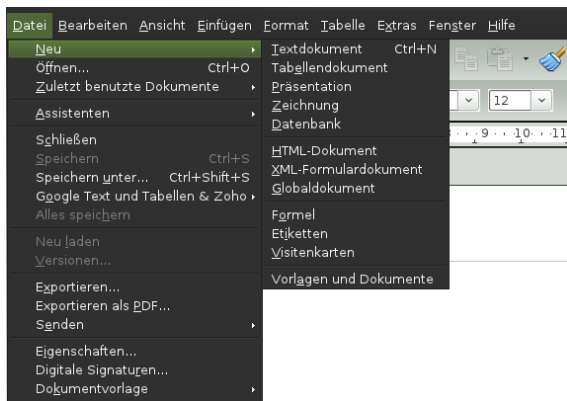 Datei Bearbeiten Ansicht Einfügen Format Tabelle Extras Fenster Hilfe
Neu
Öffnen... Ctrl+O
Zuletzt benutzte Dokumente
Assistenten
Schließen
Speichern Ctrl+S
Speichern unter... Ctrl+Shift+S
Google Text und Tabellen & Zoho
Alles speichern
Neu laden
Versionen...
Exportieren...
Exportieren als PDF...
Senden
Eigenschaften...
Digitale Signaturen...
Dokumentvorlage
Textdokument Ctrl+N
Tabellendokument
Präsentation
Zeichnung
Datenbank
HTML-Dokument
XML-Formulardokument
Globaldokument
Formel
Etiketten
Visitenkarten
Vorlagen und Dokumente
12
9 10 11